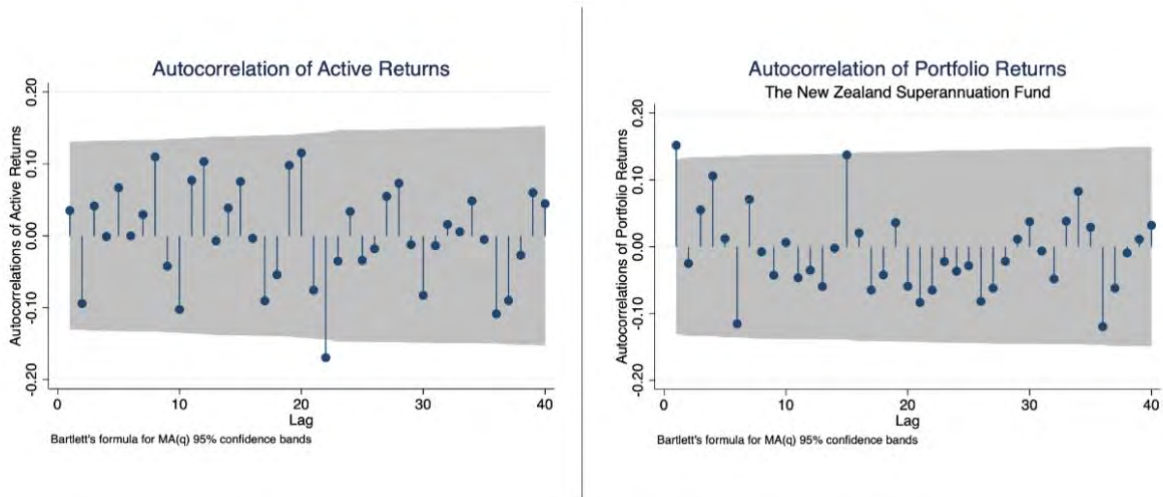 Autocorrelation of Active Returns
Autocorrelations of Active Returns
0.20
0.10
0.00
-0.10
-0.20
0 10 20 30 40
Lag
Bartlett's formula for MA(q) 95% confidence bands
Autocorrelation of Portfolio Returns
The New Zealand Superannuation Fund
Autocorrelations of Portfolio Returns
0.20
0.10
0.00
-0.10
-0.20
0 10 20 30 40
Lag
Bartlett's formula for MA(q) 95% confidence bands